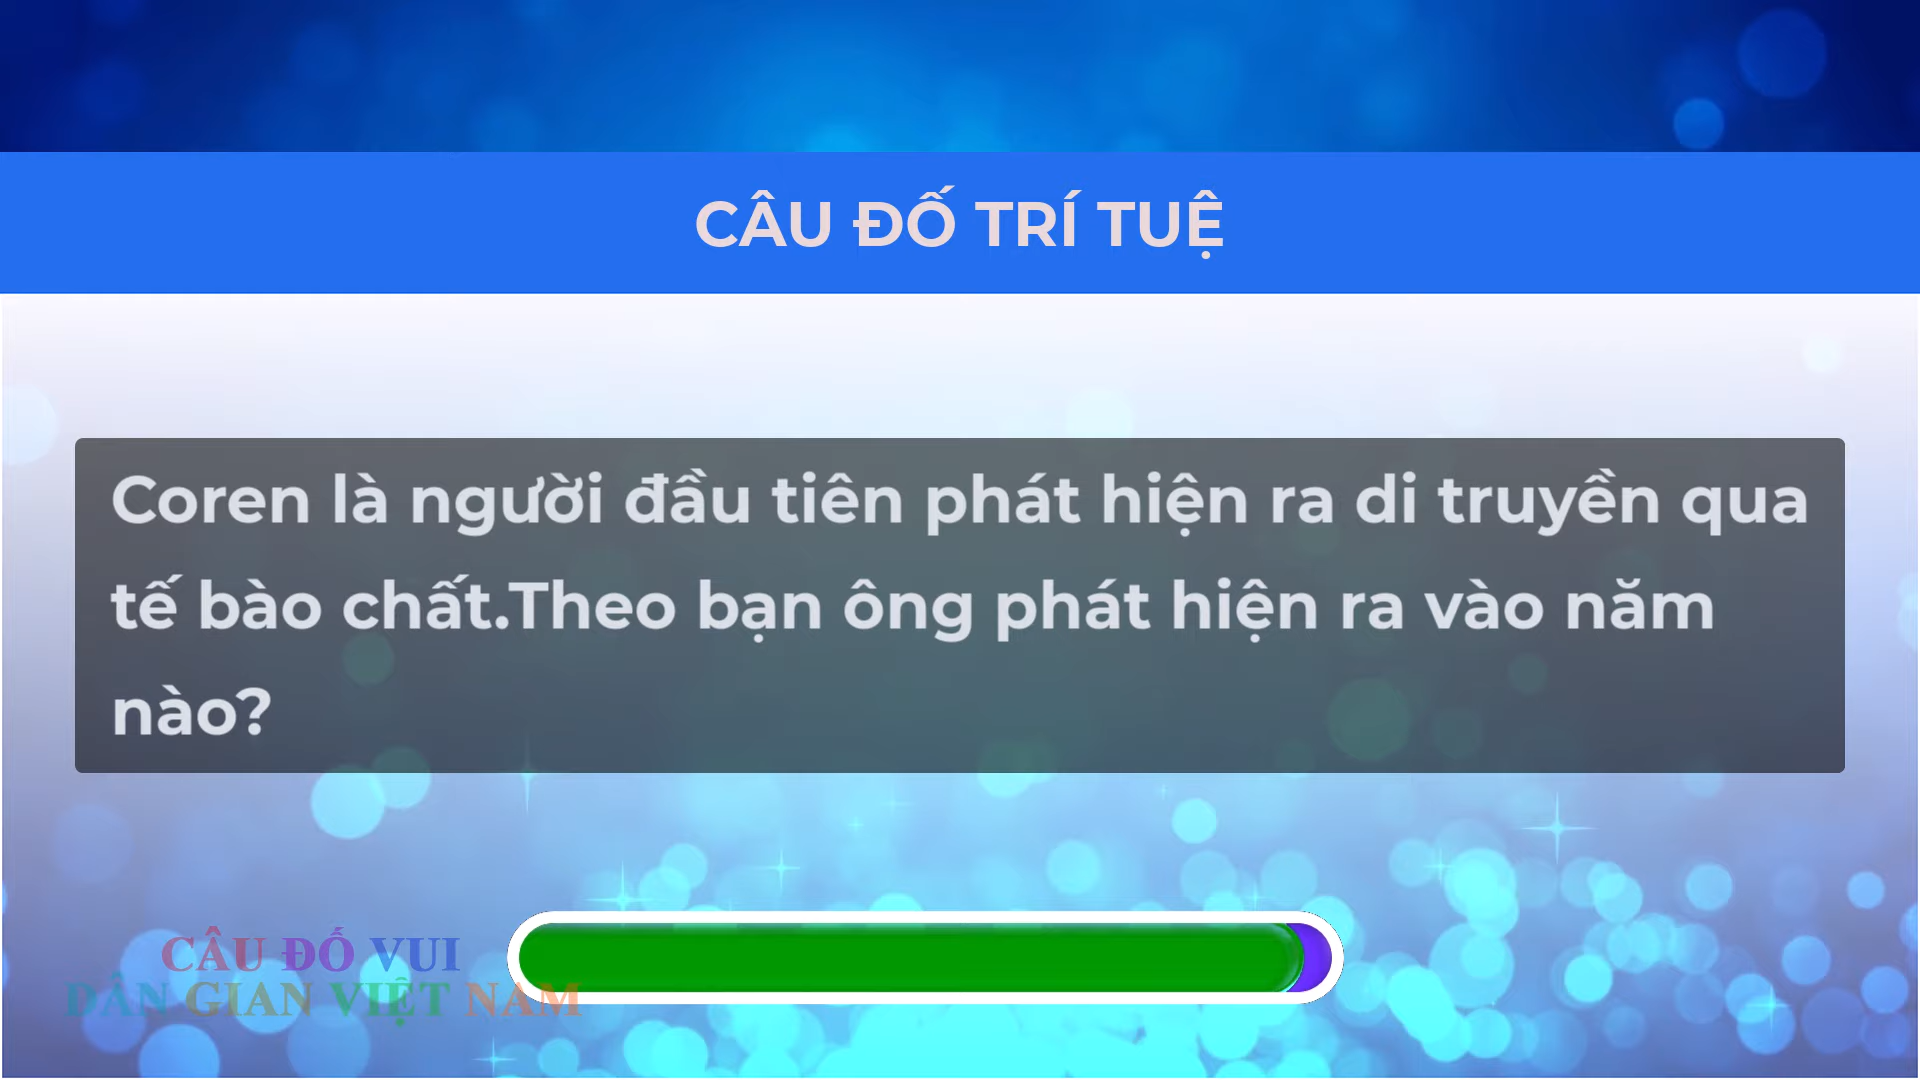 CÂU ĐỐ TRÍ TUỆ
Coren là người đầu tiên phát hiện ra di truyền qua
tế bào chất.Theo bạn ông phát hiện ra vào năm
nào?
CÂU ĐỐ VUI
DÂN GIAN VIỆT NAM